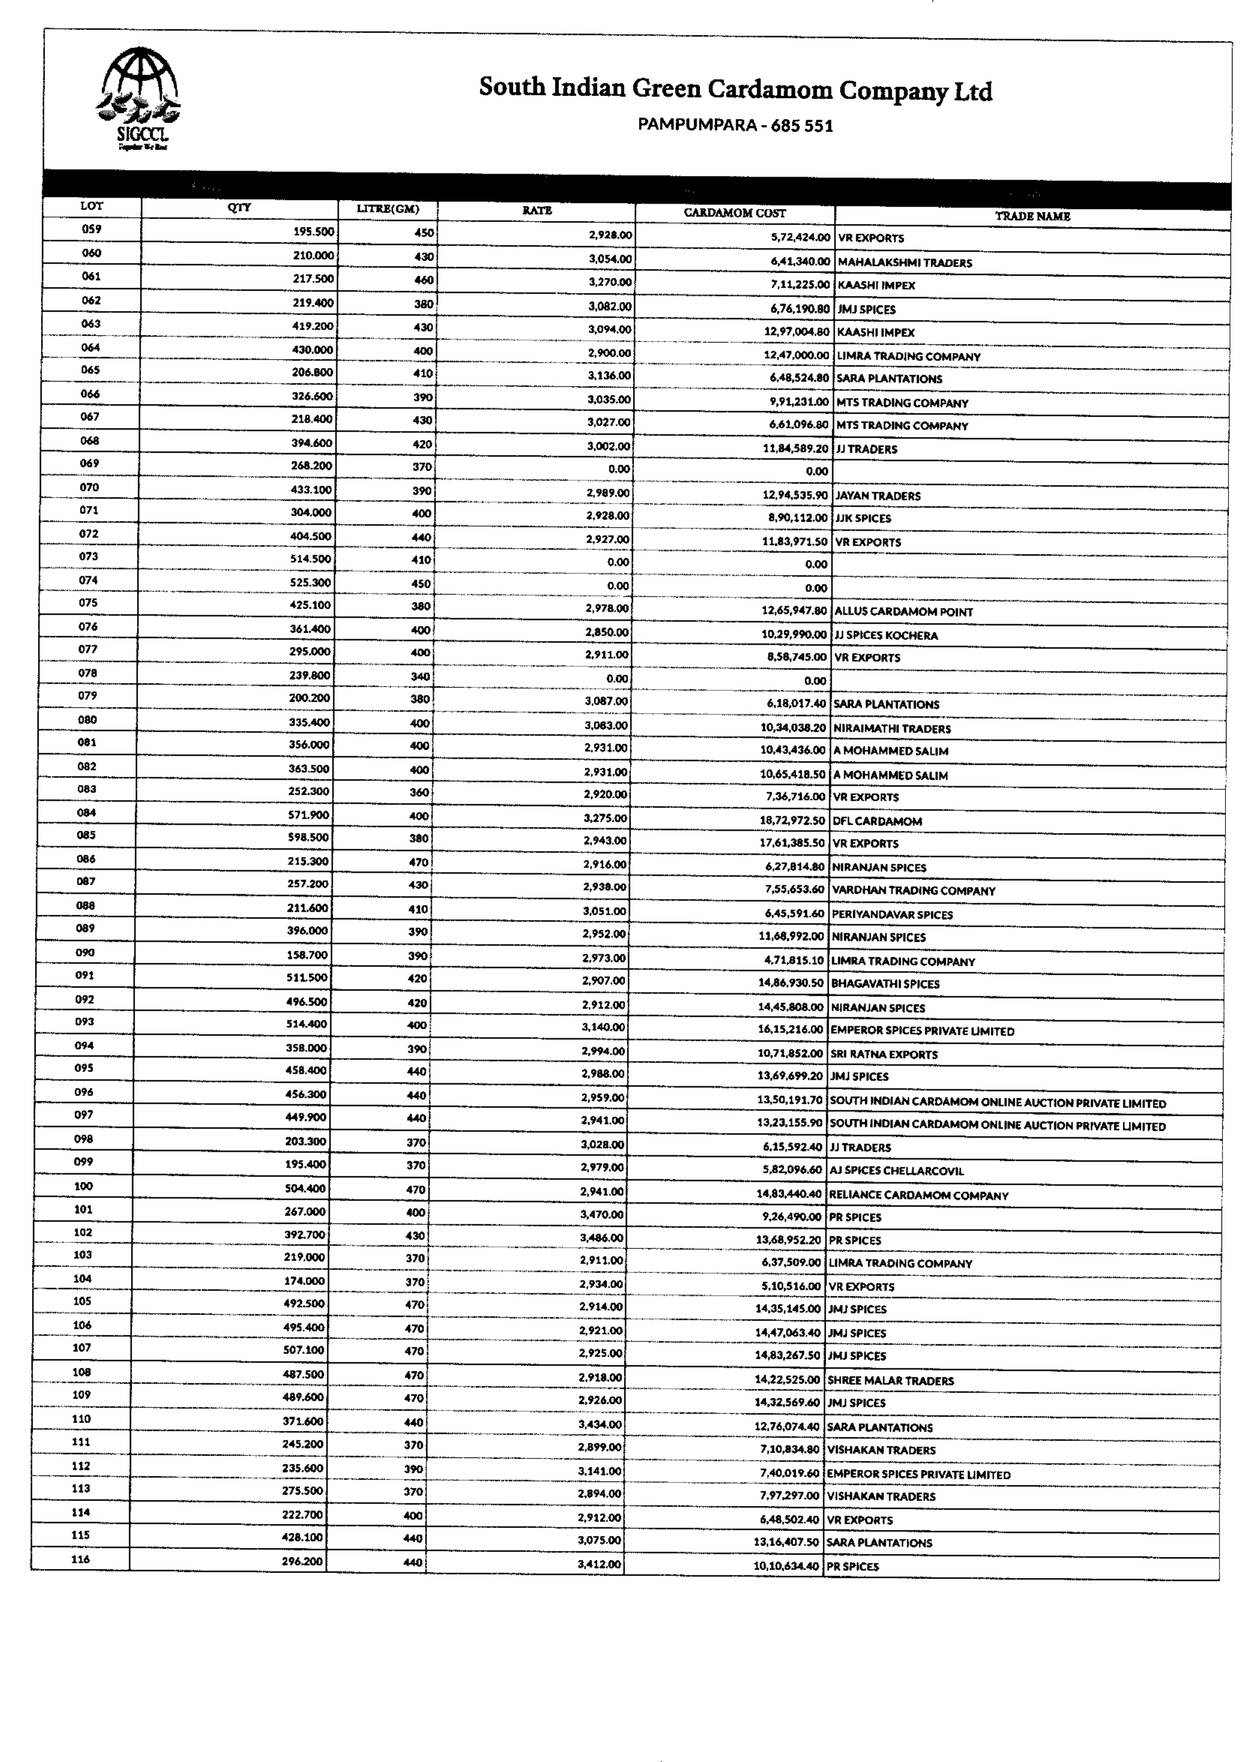 SIGCCL
Together We Rest
South Indian Green Cardamom Company Ltd
PAMPUMPARA - 685 551
LOT QTY LITRE(GM) RATE CARDAMOM COST TRADE NAME
059 195.500 450 2,928.00 5,72,424.00 VR EXPORTS
060 210.000 430 3,054.00 6,41,340.00 MAHALAKSHMI TRADERS
061 217.500 460 3,270.00 7,11,225.00 KAASHI IMPEX
062 219.400 380 3,082.00 6,76,190.80 JMJ SPICES
063 419.200 430 3,094.00 12,97,004.80 KAASHI IMPEX
064 430.000 400 2,900.00 12,47,000.00 LIMRA TRADING COMPANY
065 206.800 410 3,136.00 6,48,524.80 SARA PLANTATIONS
066 326.600 390 3,035.00 9,91,231.00 MTS TRADING COMPANY
067 218.400 430 3,027.00 6,61,096.80 MTS TRADING COMPANY
068 394.600 420 3,002.00 11,84,589.20 JJ TRADERS
069 268.200 370 0.00 0.00
070 433.100 390 2,989.00 12,94,535.90 JAYAN TRADERS
071 304.000 400 2,928.00 8,90,112.00 JJK SPICES
072 404.500 440 2,927.00 11,83,971.50 VR EXPORTS
073 514.500 410 0.00 0.00
074 525.300 450 0.00 0.00
075 425.100 380 2,978.00 12,65,947.80 ALLUS CARDAMOM POINT
076 361.400 400 2,850.00 10,29,990.00 JJ SPICES KOCHERA
077 295.000 400 2,911.00 8,58,745.00 VR EXPORTS
078 239.800 340 0.00 0.00
079 200.200 380 3,087.00 6,18,017.40 SARA PLANTATIONS
080 335.400 400 3,083.00 10,34,038.20 NIRAIMATHI TRADERS
081 356.000 400 2,931.00 10,43,436.00 A MOHAMMED SALIM
082 363.500 400 2,931.00 10,65,418.50 A MOHAMMED SALIM
083 252.300 360 2,920.00 7,36,716.00 VR EXPORTS
084 571.900 400 3,275.00 18,72,972.50 DFL CARDAMOM
085 598.500 380 2,943.00 17,61,385.50 VR EXPORTS
086 215.300 470 2,916.00 6,27,814.80 NIRANJAN SPICES
087 257.200 430 2,938.00 7,55,653.60 VARDHAN TRADING COMPANY
088 211.600 410 3,051.00 6,45,591.60 PERIYANDAVAR SPICES
089 396.000 390 2,952.00 11,68,992.00 NIRANJAN SPICES
090 158.700 390 2,973.00 4,71,815.10 LIMRA TRADING COMPANY
091 511.500 420 2,907.00 14,86,930.50 BHAGAVATHI SPICES
092 496.500 420 2,912.00 14,45,808.00 NIRANJAN SPICES
093 514.400 400 3,140.00 16,15,216.00 EMPEROR SPICES PRIVATE LIMITED
094 358.000 390 2,994.00 10,71,852.00 SRI RATNA EXPORTS
095 458.400 440 2,988.00 13,69,699.20 JMJ SPICES
096 456.300 440 2,959.00 13,50,191.70 SOUTH INDIAN CARDAMOM ONLINE AUCTION PRIVATE LIMITED
097 449.900 440 2,941.00 13,23,155.90 SOUTH INDIAN CARDAMOM ONLINE AUCTION PRIVATE LIMITED
098 203.300 370 3,028.00 6,15,592.40 JJ TRADERS
099 195.400 370 2,979.00 5,82,096.60 AJ SPICES CHELLARCOVIL
100 504.400 470 2,941.00 14,83,440.40 RELIANCE CARDAMOM COMPANY
101 267.000 400 3,470.00 9,26,490.00 PR SPICES
102 392.700 430 3,486.00 13,68,952.20 PR SPICES
103 219.000 370 2,911.00 6,37,509.00 LIMRA TRADING COMPANY
104 174.000 370 2,934.00 5,10,516.00 VR EXPORTS
105 492.500 470 2,914.00 14,35,145.00 JMJ SPICES
106 495.400 470 2,921.00 14,47,063.40 JMJ SPICES
107 507.100 470 2,925.00 14,83,267.50 JMJ SPICES
108 487.500 470 2,918.00 14,22,525.00 SHREE MALAR TRADERS
109 489.600 470 2,926.00 14,32,569.60 JMJ SPICES
110 371.600 440 3,434.00 12,76,074.40 SARA PLANTATIONS
111 245.200 370 2,899.00 7,10,834.80 VISHAKAN TRADERS
112 235.600 390 3,141.00 7,40,019.60 EMPEROR SPICES PRIVATE LIMITED
113 275.500 370 2,894.00 7,97,297.00 VISHAKAN TRADERS
114 222.700 400 2,912.00 6,48,502.40 VR EXPORTS
115 428.100 440 3,075.00 13,16,407.50 SARA PLANTATIONS
116 296.200 440 3,412.00 10,10,634.40 PR SPICES